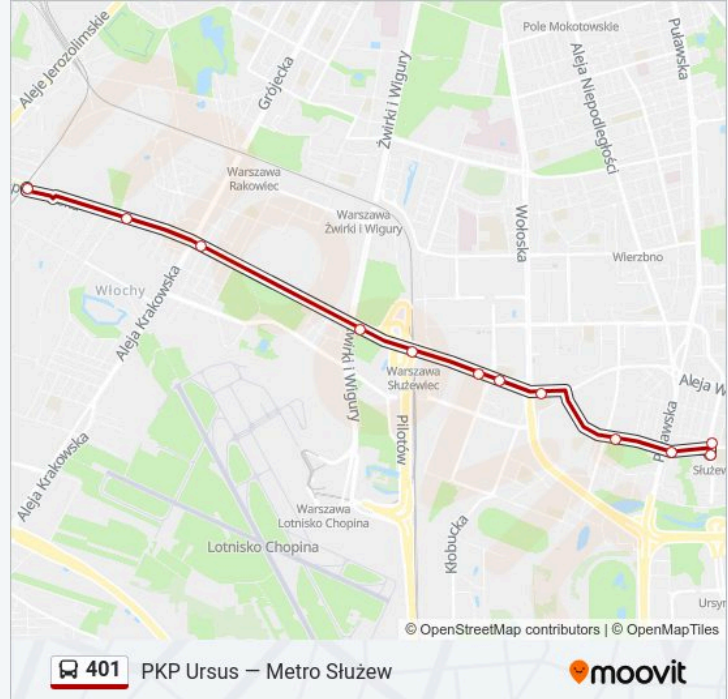 Aleje Jerozolimskie
Grójecka
Żwirki i Wigury
Pole Mokotowskie
Aleja Niepodległości
Puławska
Warszawa
Rakowiec
Warszawa
Żwirki i Wigury
Wołoska
Wierzbno
Włochy
Aleja Krakowska
Żwirki i Wigury
Warszawa
Służewiec
Aleja W
Puławska
Służew
Pilotów
Aleja Krakowska
Warszawa
Lotnisko Chopina
Lotnisko Chopina
Kłobucka
Ursyn
© OpenStreetMap contributors | © OpenMapTiles
401 PKP Ursus — Metro Służew
moovit